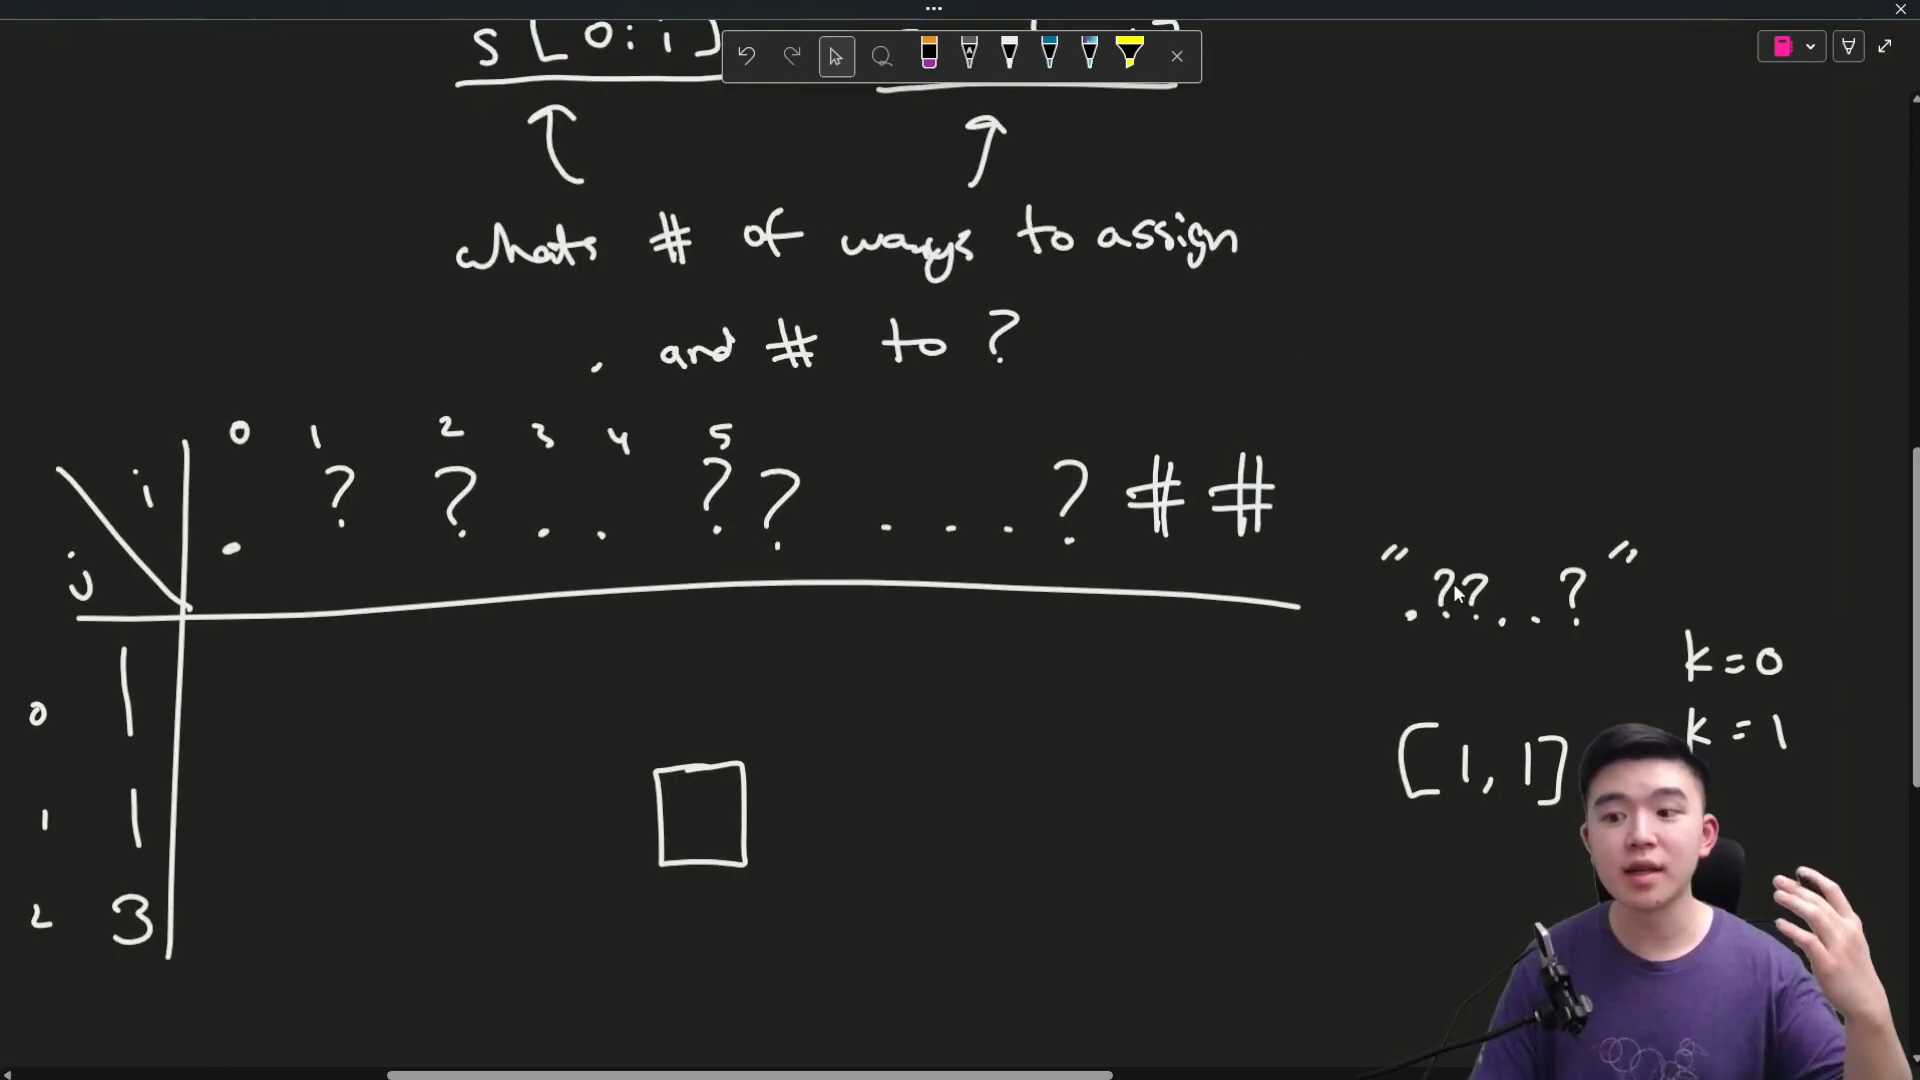 s[0:i]
whats # of ways to assign
. and # to ?
0 1 2 3 4 5
i . ? ? . . ? ? . . . ? # #
j
" . ? ? . . ? "
k=0
0 1
[1, 1]
k=1
1 1
2 3